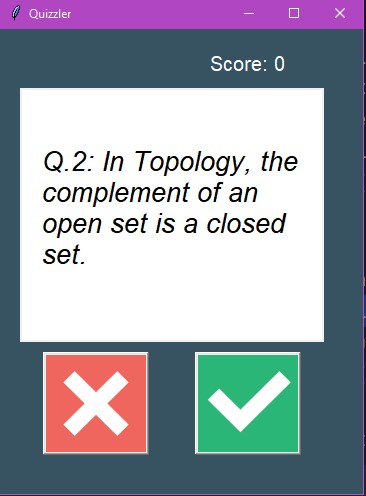 Quizzler
Score: 0
Q.2: In Topology, the
complement of an
open set is a closed
set.